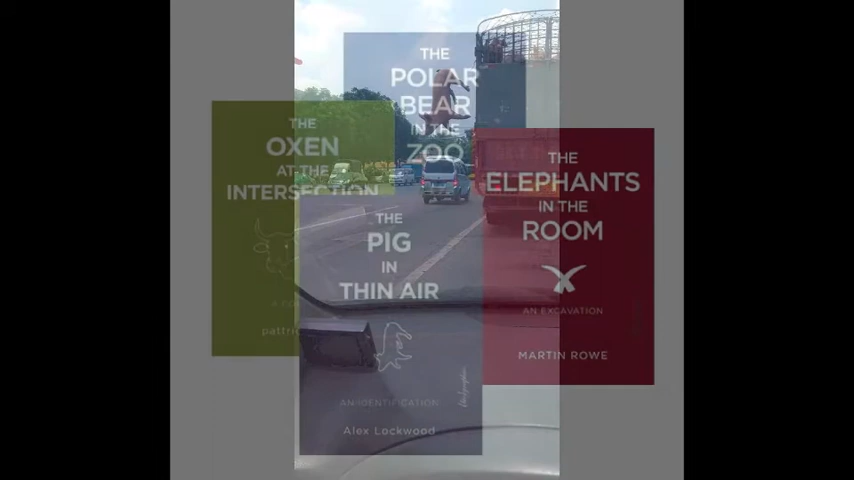 THE
POLAR
BEAR
IN THE
ZOO
THE
OXEN
AT THE
INTERSECTION
pattric
THE
PIG
IN
THIN AIR
AN IDENTIFICATION
Alex Lockwood
THE
ELEPHANTS
IN THE
ROOM
AN EXCAVATION
MARTIN ROWE